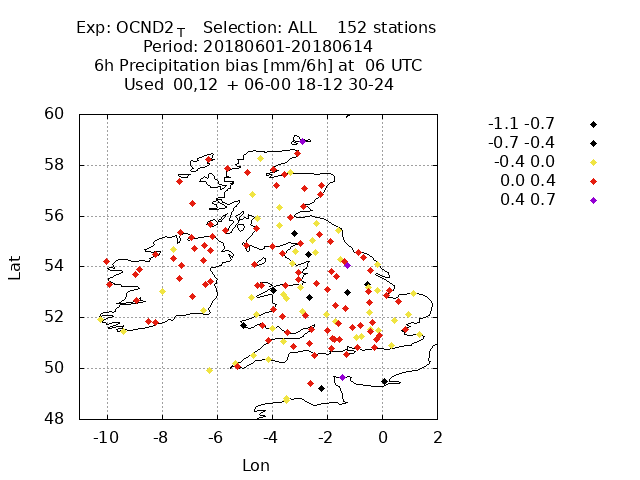 Exp: OCND2T Selection: ALL 152 stations
Period: 20180601-20180614
6h Precipitation bias [mm/6h] at 06 UTC
Used 00,12 + 06-00 18-12 30-24
-1.1 -0.7
-0.7 -0.4
-0.4 0.0
0.0 0.4
0.4 0.7
60
58
56
54
52
50
48
Lat
-10 -8 -6 -4 -2 0 2
Lon